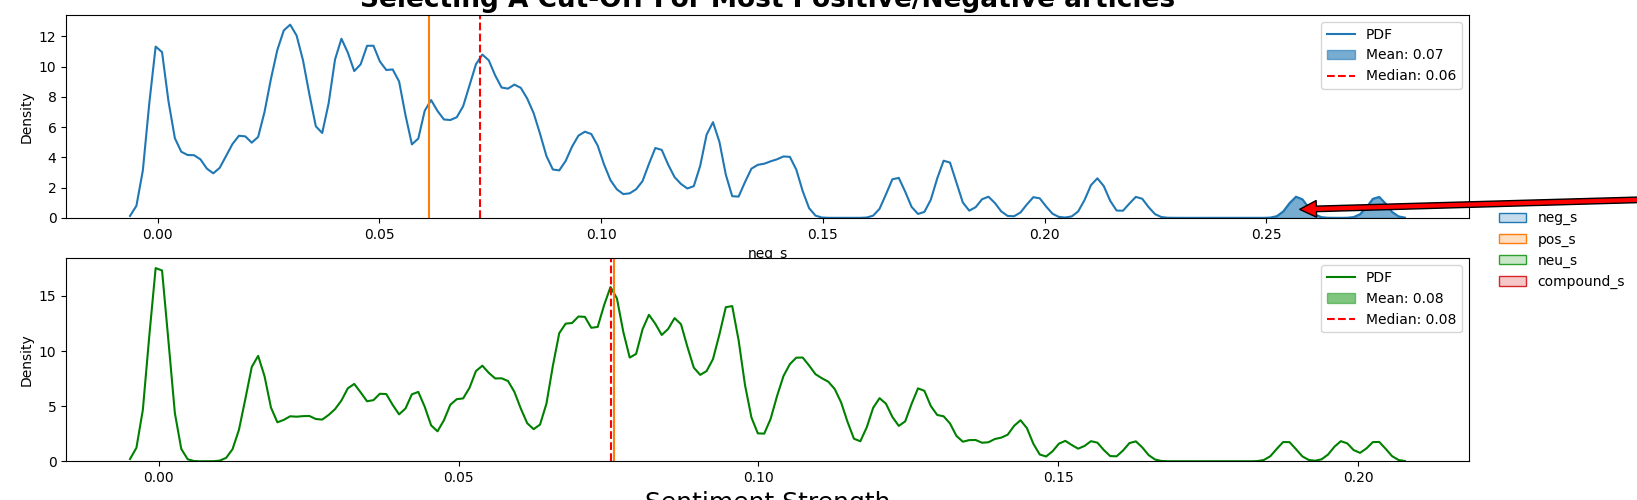 Selecting A Cut-Off For Most Positive/Negative articles
Density
12
10
8
6
4
2
0
PDF
Mean: 0.07
Median: 0.06
0.00 0.05 0.10 0.15 0.20 0.25
neg_s
neg_s
pos_s
neu_s
compound_s
Density
15
10
5
0
PDF
Mean: 0.08
Median: 0.08
0.00 0.05 0.10 0.15 0.20
Sentiment Strength